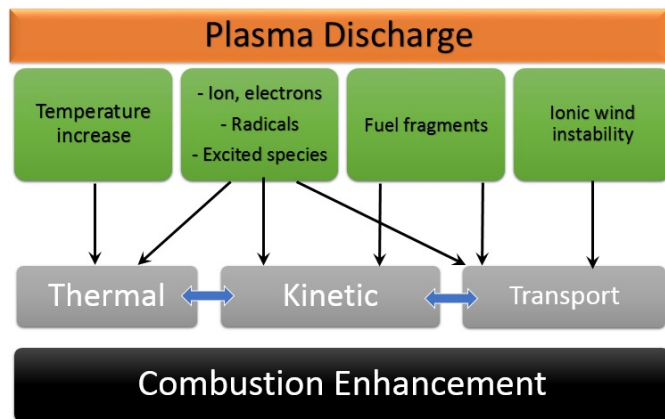 Plasma Discharge
Temperature
increase
- Ion, electrons
- Radicals
- Excited species
Fuel fragments
Ionic wind
instability
Thermal
Kinetic
Transport
Combustion Enhancement